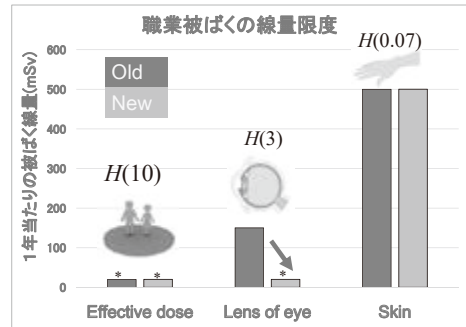 職業被ばくの線量限度
1年当たりの被ばく線量(mSv)
600
500
400
300
200
100
0
Old
New
H(10)
H(3)
H(0.07)
* *
*
Effective dose
Lens of eye
Skin